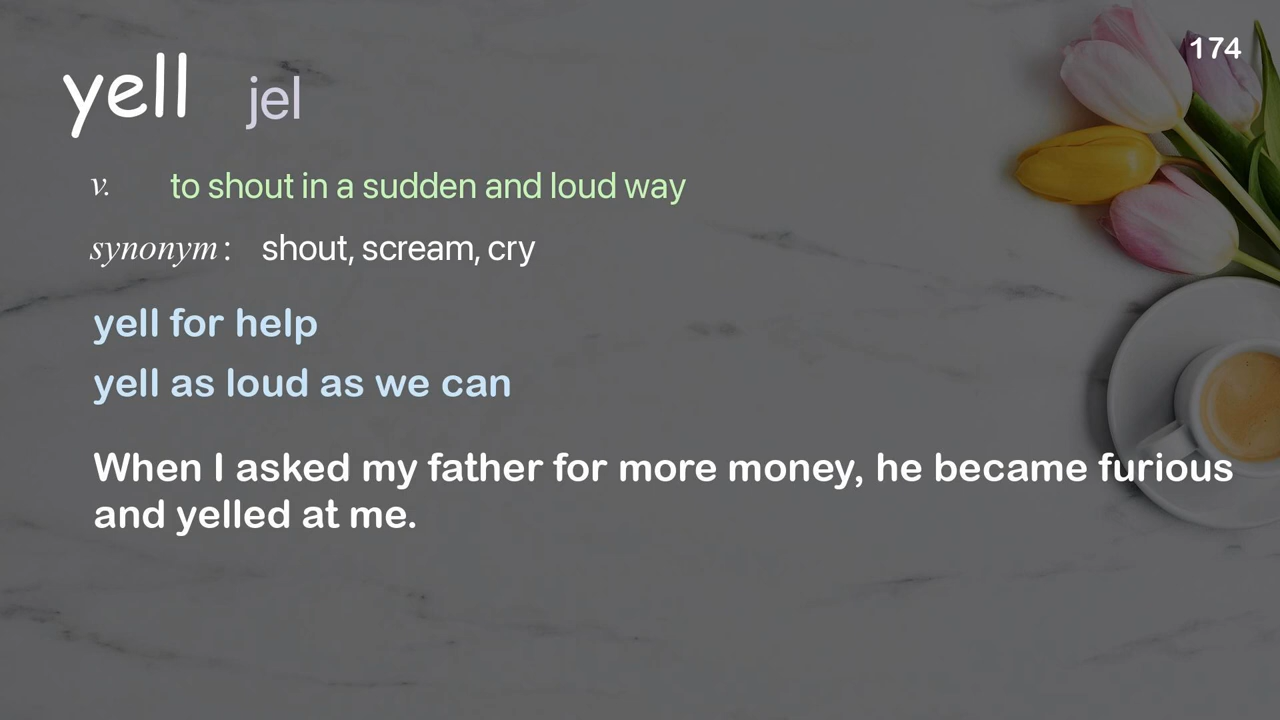 174
yell jel
v. to shout in a sudden and loud way
synonym: shout, scream, cry
yell for help
yell as loud as we can
When I asked my father for more money, he became furious
and yelled at me.